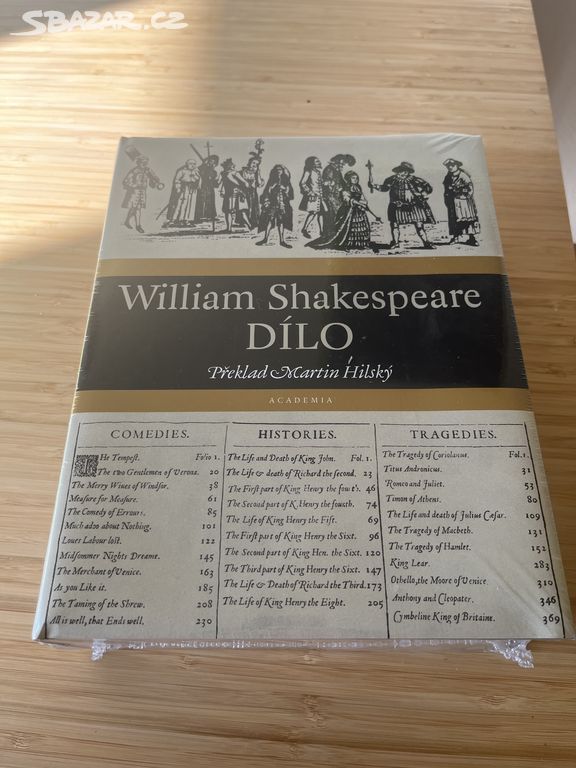 SBAZAR.CZ
William Shakespeare
DÍLO
Překlad Martin Hilský
ACADEMIA
COMEDIES.
The Tempest. Folio 1.
The two Gentlemen of Verona. 20
The Merry Wiues of Windsor. 38
Measure for Measure. 61
The Comedy of Errours. 85
Much adoo about Nothing. 101
Loues Labour lost. 122
Midsommer Nights Dreame. 145
The Merchant of Venice. 163
As you Like it. 185
The Taming of the Shrew. 208
All is well, that Ends well. 230
HISTORIES.
The Life and Death of King John. Fol. 1.
The Life & death of Richard the second. 23
The First part of King Henry the fourth. 46
The Second part of K. Henry the fourth. 74
The Life of King Henry the Fift. 69
The First part of King Henry the Sixt. 96
The Second part of King Hen. the Sixt. 120
The Third part of King Henry the Sixt. 147
The Life & Death of Richard the Third. 173
The Life of King Henry the Eight. 205
TRAGEDIES.
The Tragedy of Coriolanus. Fol. 1.
Titus Andronicus. 31
Romeo and Juliet. 53
Timon of Athens. 80
The Life and death of Julius Cæsar. 109
The Tragedy of Macbeth. 131
The Tragedy of Hamlet. 152
King Lear. 283
Othello, the Moore of Venice 310
Anthony and Cleopater. 346
Cymbeline King of Britaine. 369